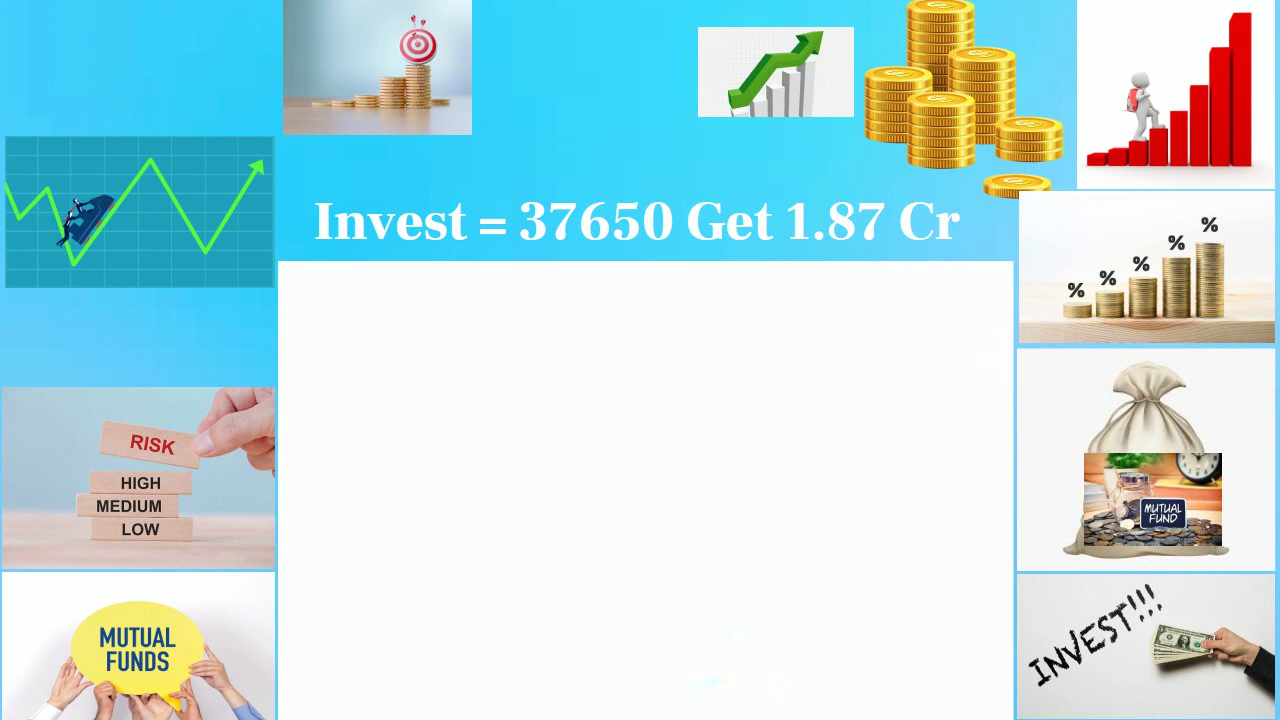 Invest = 37650 Get 1.87 Cr
% % % % %
RISK
HIGH
MEDIUM
LOW
MUTUAL
FUND
MUTUAL
FUNDS
INVEST!!!